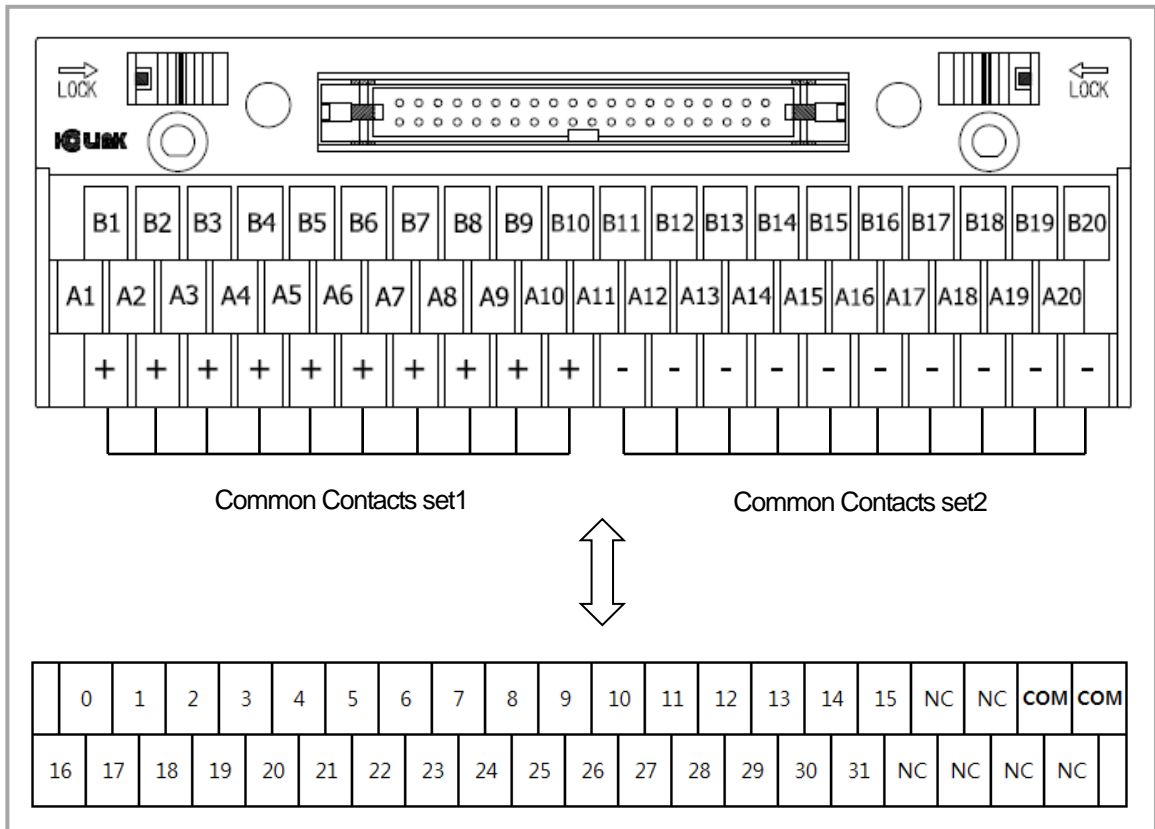 LOCK LOCK
B1 B2 B3 B4 B5 B6 B7 B8 B9 B10 B11 B12 B13 B14 B15 B16 B17 B18 B19 B20
A1 A2 A3 A4 A5 A6 A7 A8 A9 A10 A11 A12 A13 A14 A15 A16 A17 A18 A19 A20
+ + + + + + + + + + - - - - - - - - - -
Common Contacts set1 Common Contacts set2
0 1 2 3 4 5 6 7 8 9 10 11 12 13 14 15 NC NC COM COM
16 17 18 19 20 21 22 23 24 25 26 27 28 29 30 31 NC NC NC NC